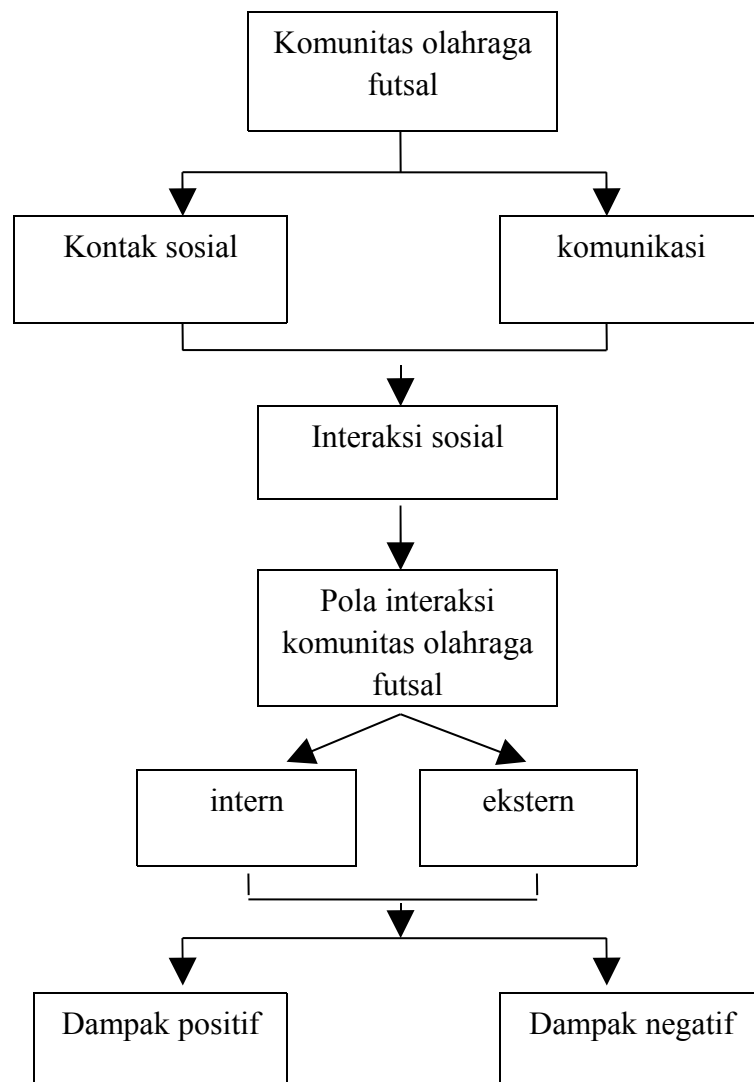 Komunitas olahraga
futsal
Kontak sosial
komunikasi
Interaksi sosial
Pola interaksi
komunitas olahraga
futsal
intern
ekstern
Dampak positif
Dampak negatif